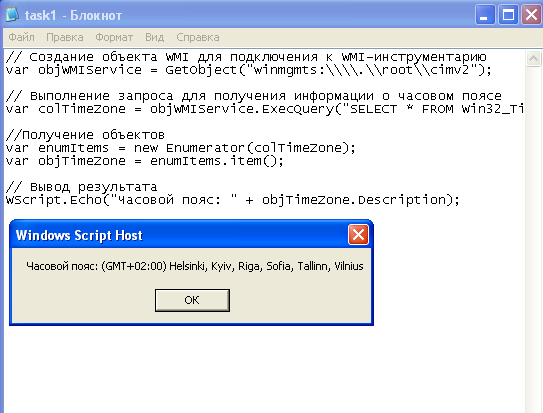 task1 - Блокнот
Файл Правка Формат Вид Справка
// Создание объекта WMI для подключения к WMI-инструментарию
var objWMIService = GetObject("winmgmts:\\\\.\\root\\cimv2");
// Выполнение запроса для получения информации о часовом поясе
var colTimeZone = objWMIService.ExecQuery("SELECT * FROM Win32_Ti
//Получение объектов
var enumItems = new Enumerator(colTimeZone);
var objTimeZone = enumItems.item();
// Вывод результата
WScript.Echo("Часовой пояс: " + objTimeZone.Description);
Windows Script Host
Часовой пояс: (GMT+02:00) Helsinki, Kyiv, Riga, Sofia, Tallinn, Vilnius
OK